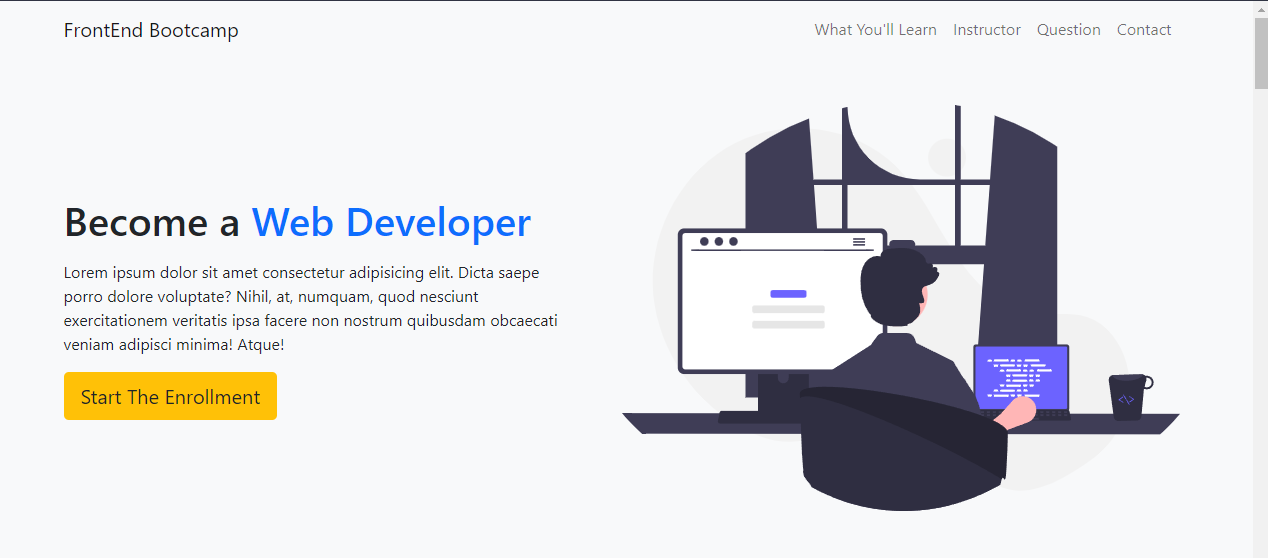 FrontEnd Bootcamp
What You'll Learn Instructor Question Contact
Become a Web Developer
Lorem ipsum dolor sit amet consectetur adipisicing elit. Dicta saepe
porro dolore voluptate? Nihil, at, numquam, quod nesciunt
exercitationem veritatis ipsa facere non nostrum quibusdam obcaecati
veniam adipisci minima! Atque!
Start The Enrollment
</>